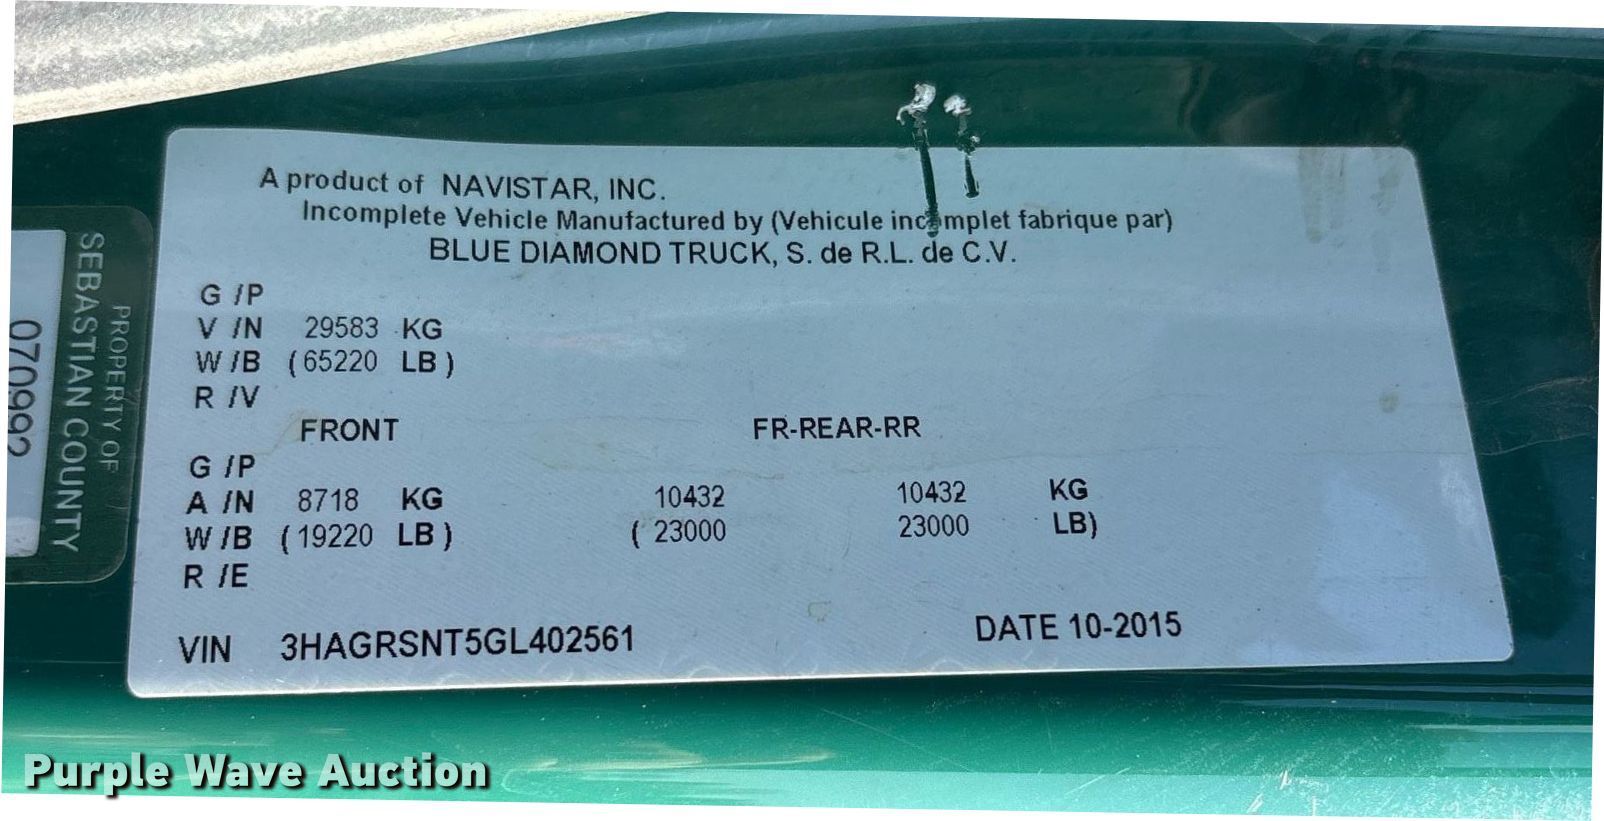 A product of NAVISTAR, INC.
Incomplete Vehicle Manufactured by (Vehicule incomplet fabrique par)
BLUE DIAMOND TRUCK, S. de R.L. de C.V.
G /P
V /N 29583 KG
W /B (65220 LB)
R /V
FRONT FR-REAR-RR
G /P
A /N 8718 KG 10432 10432 KG
W /B (19220 LB) (23000 23000 LB)
R /E
VIN 3HAGRSNT5GL402561 DATE 10-2015
PROPERTY OF
SEBASTIAN COUNTY
070992
Purple Wave Auction